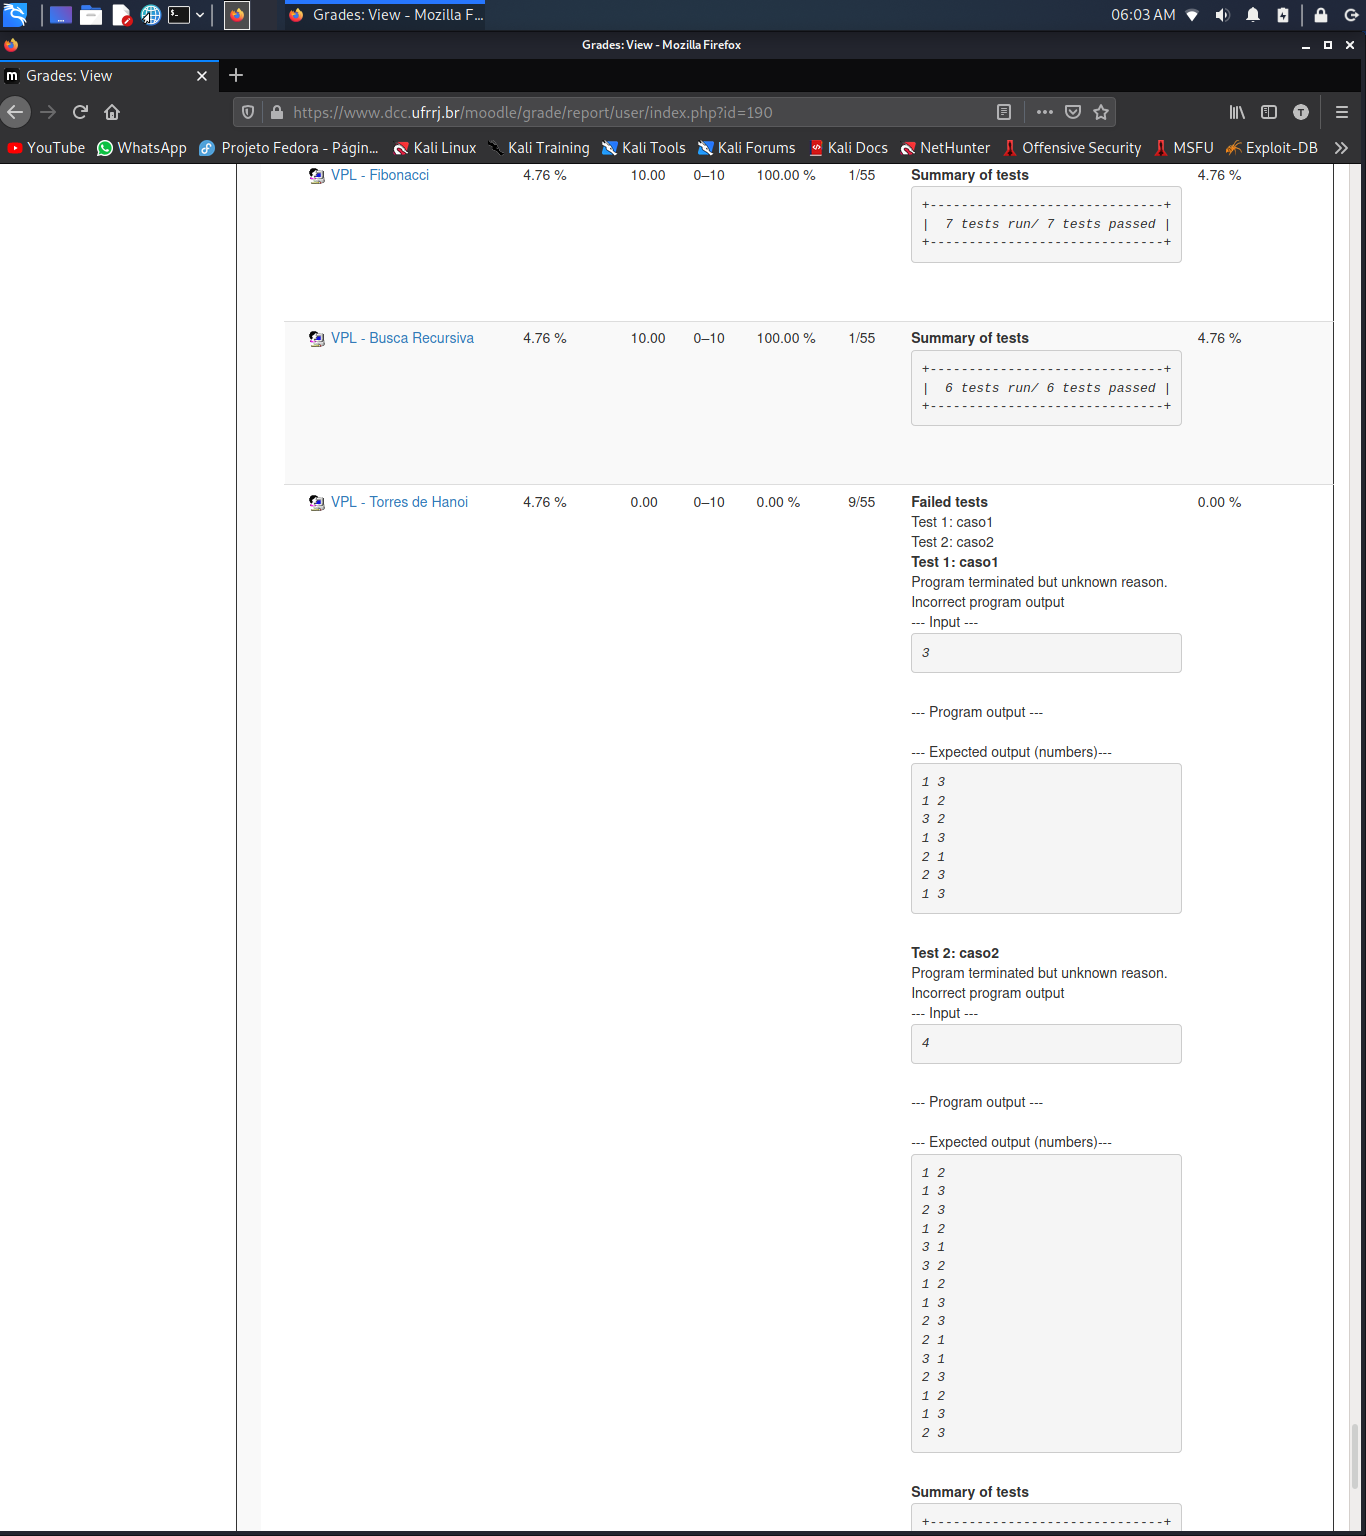 Grades: View - Mozilla F...
06:03 AM
Grades: View - Mozilla Firefox
m Grades: View
https://www.dcc.ufrrj.br/moodle/grade/report/user/index.php?id=190
T
YouTube WhatsApp Projeto Fedora - Págin... Kali Linux Kali Training Kali Tools Kali Forums Kali Docs NetHunter Offensive Security MSFU Exploit-DB
VPL - Fibonacci 4.76 % 10.00 0–10 100.00 % 1/55 Summary of tests 4.76 %
+------------------------------+
| 7 tests run/ 7 tests passed |
+------------------------------+
VPL - Busca Recursiva 4.76 % 10.00 0–10 100.00 % 1/55 Summary of tests 4.76 %
+------------------------------+
| 6 tests run/ 6 tests passed |
+------------------------------+
VPL - Torres de Hanoi 4.76 % 0.00 0–10 0.00 % 9/55 Failed tests 0.00 %
Test 1: caso1
Test 2: caso2
Test 1: caso1
Program terminated but unknown reason.
Incorrect program output
--- Input ---
3
--- Program output ---
--- Expected output (numbers)---
1 3
1 2
3 2
1 3
2 1
2 3
1 3
Test 2: caso2
Program terminated but unknown reason.
Incorrect program output
--- Input ---
4
--- Program output ---
--- Expected output (numbers)---
1 2
1 3
2 3
1 2
3 1
3 2
1 2
1 3
2 3
2 1
3 1
2 3
1 2
1 3
2 3
Summary of tests
+------------------------------+